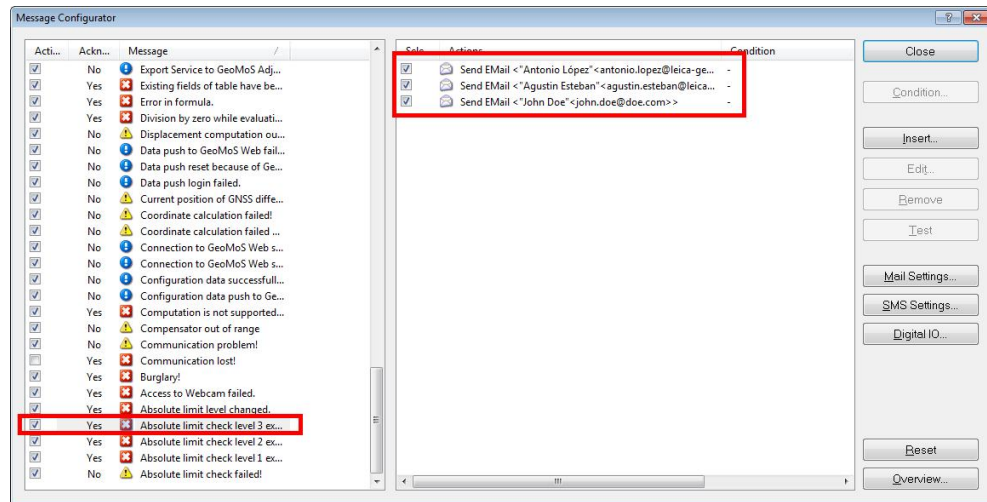 Message Configurator
Acti... Ackn... Message
No Export Service to GeoMoS Adj...
Yes Existing fields of table have be...
Yes Error in formula.
Yes Division by zero while evaluati...
No Displacement computation ou...
No Data push to GeoMoS Web fail...
No Data push reset because of Ge...
No Data push login failed.
No Current position of GNSS diffe...
No Coordinate calculation failed!
No Coordinate calculation failed ...
No Connection to GeoMoS Web s...
No Connection to GeoMoS Web s...
No Configuration data successfull...
No Configuration data push to Ge...
Yes Computation is not supported...
No Compensator out of range
No Communication problem!
Yes Communication lost!
Yes Burglary!
Yes Access to Webcam failed.
Yes Absolute limit level changed.
Yes Absolute limit check level 3 ex...
Yes Absolute limit check level 2 ex...
Yes Absolute limit check level 1 ex...
No Absolute limit check failed!
Sele... Actions Condition
Send EMail <"Antonio López"<antonio.lopez@leica-ge... -
Send EMail <"Agustin Esteban"<agustin.esteban@leica... -
Send EMail <"John Doe"<john.doe@doe.com>> -
Close
Condition...
Insert...
Edit...
Remove
Test
Mail Settings...
SMS Settings...
Digital IO...
Reset
Overview...